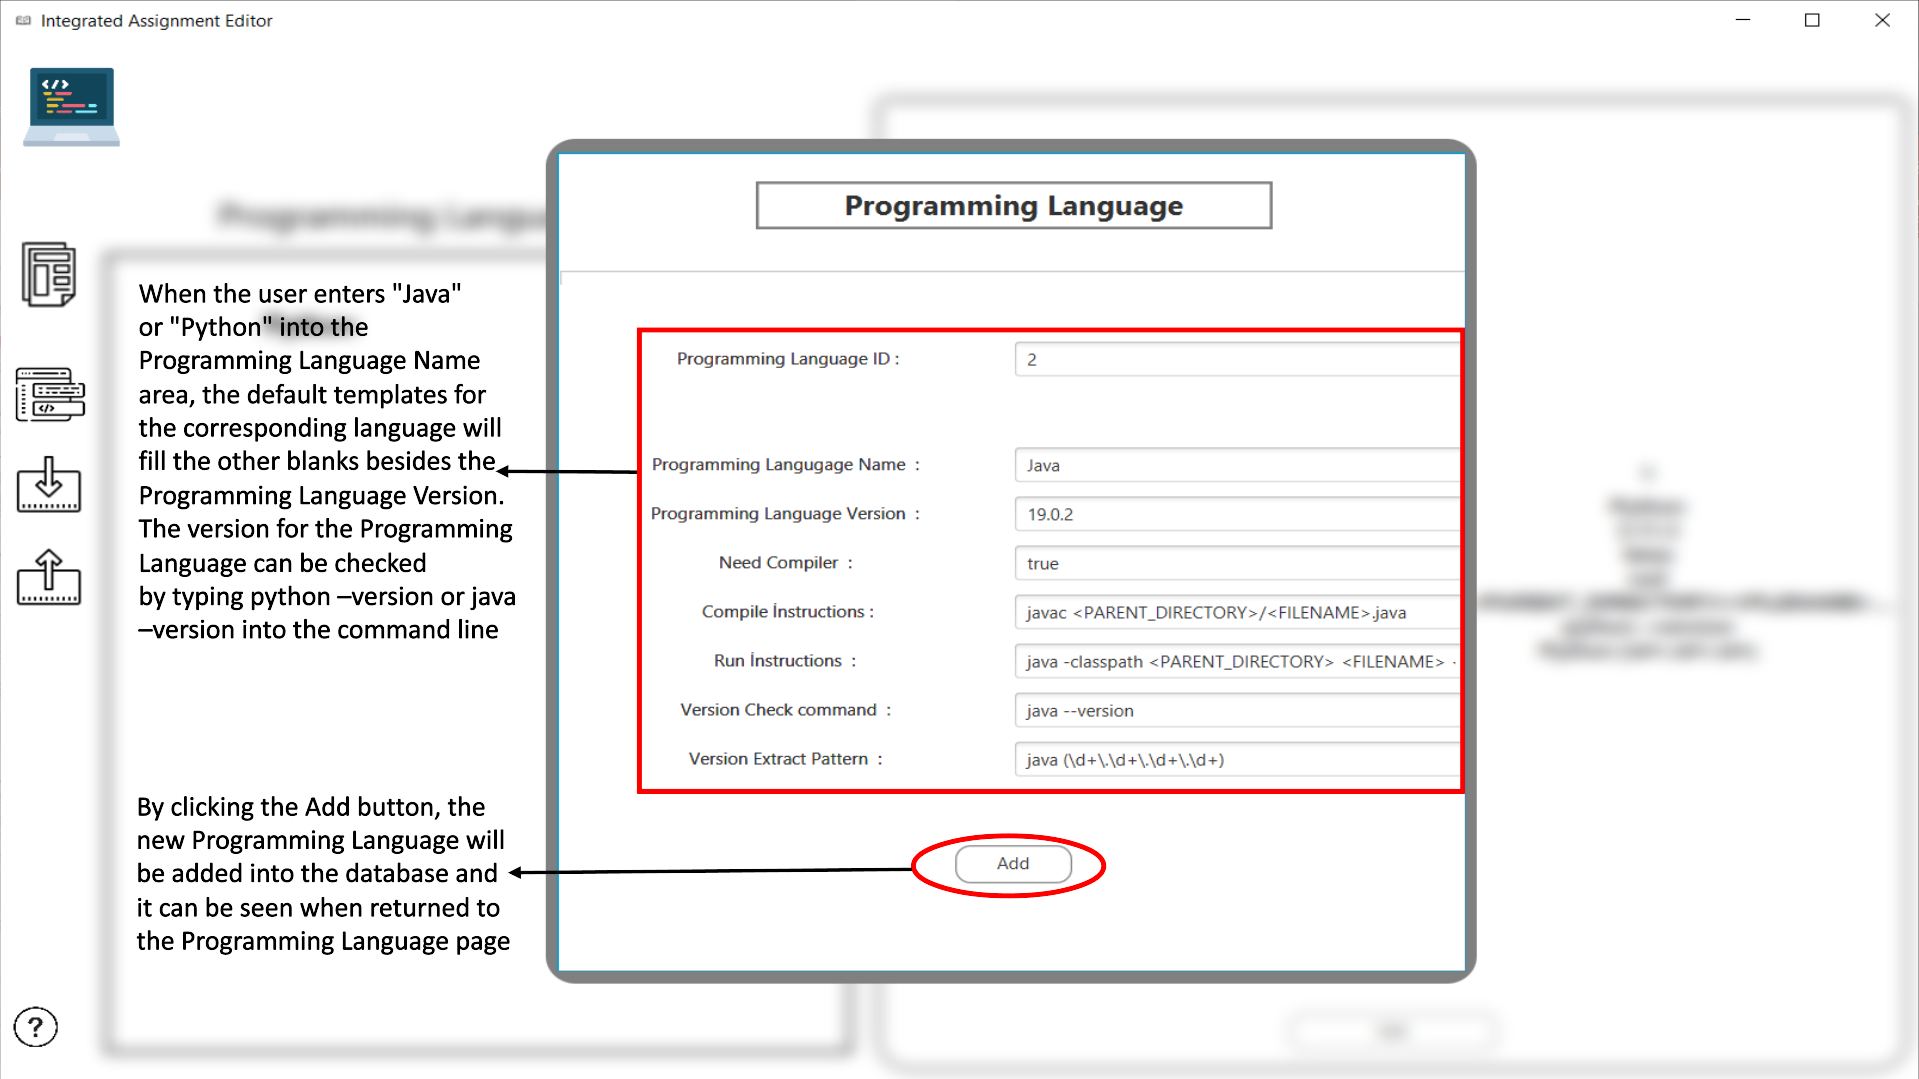 Integrated Assignment Editor
Programming Langu
Programming Language
When the user enters "Java"
or "Python" into the
Programming Language Name
area, the default templates for
the corresponding language will
fill the other blanks besides the
Programming Language Version.
The version for the Programming
Language can be checked
by typing python –version or java
–version into the command line
Programming Language ID :
2
Programming Langugage Name :
Java
Programming Language Version :
19.0.2
Need Compiler :
true
Compile İnstructions :
javac <PARENT_DIRECTORY>/<FILENAME>.java
Run İnstructions :
java -classpath <PARENT_DIRECTORY> <FILENAME>
Version Check command :
java --version
Version Extract Pattern :
java (\d+\.\d+\.\d+\.\d+)
By clicking the Add button, the
new Programming Language will
be added into the database and
it can be seen when returned to
the Programming Language page
Add
?